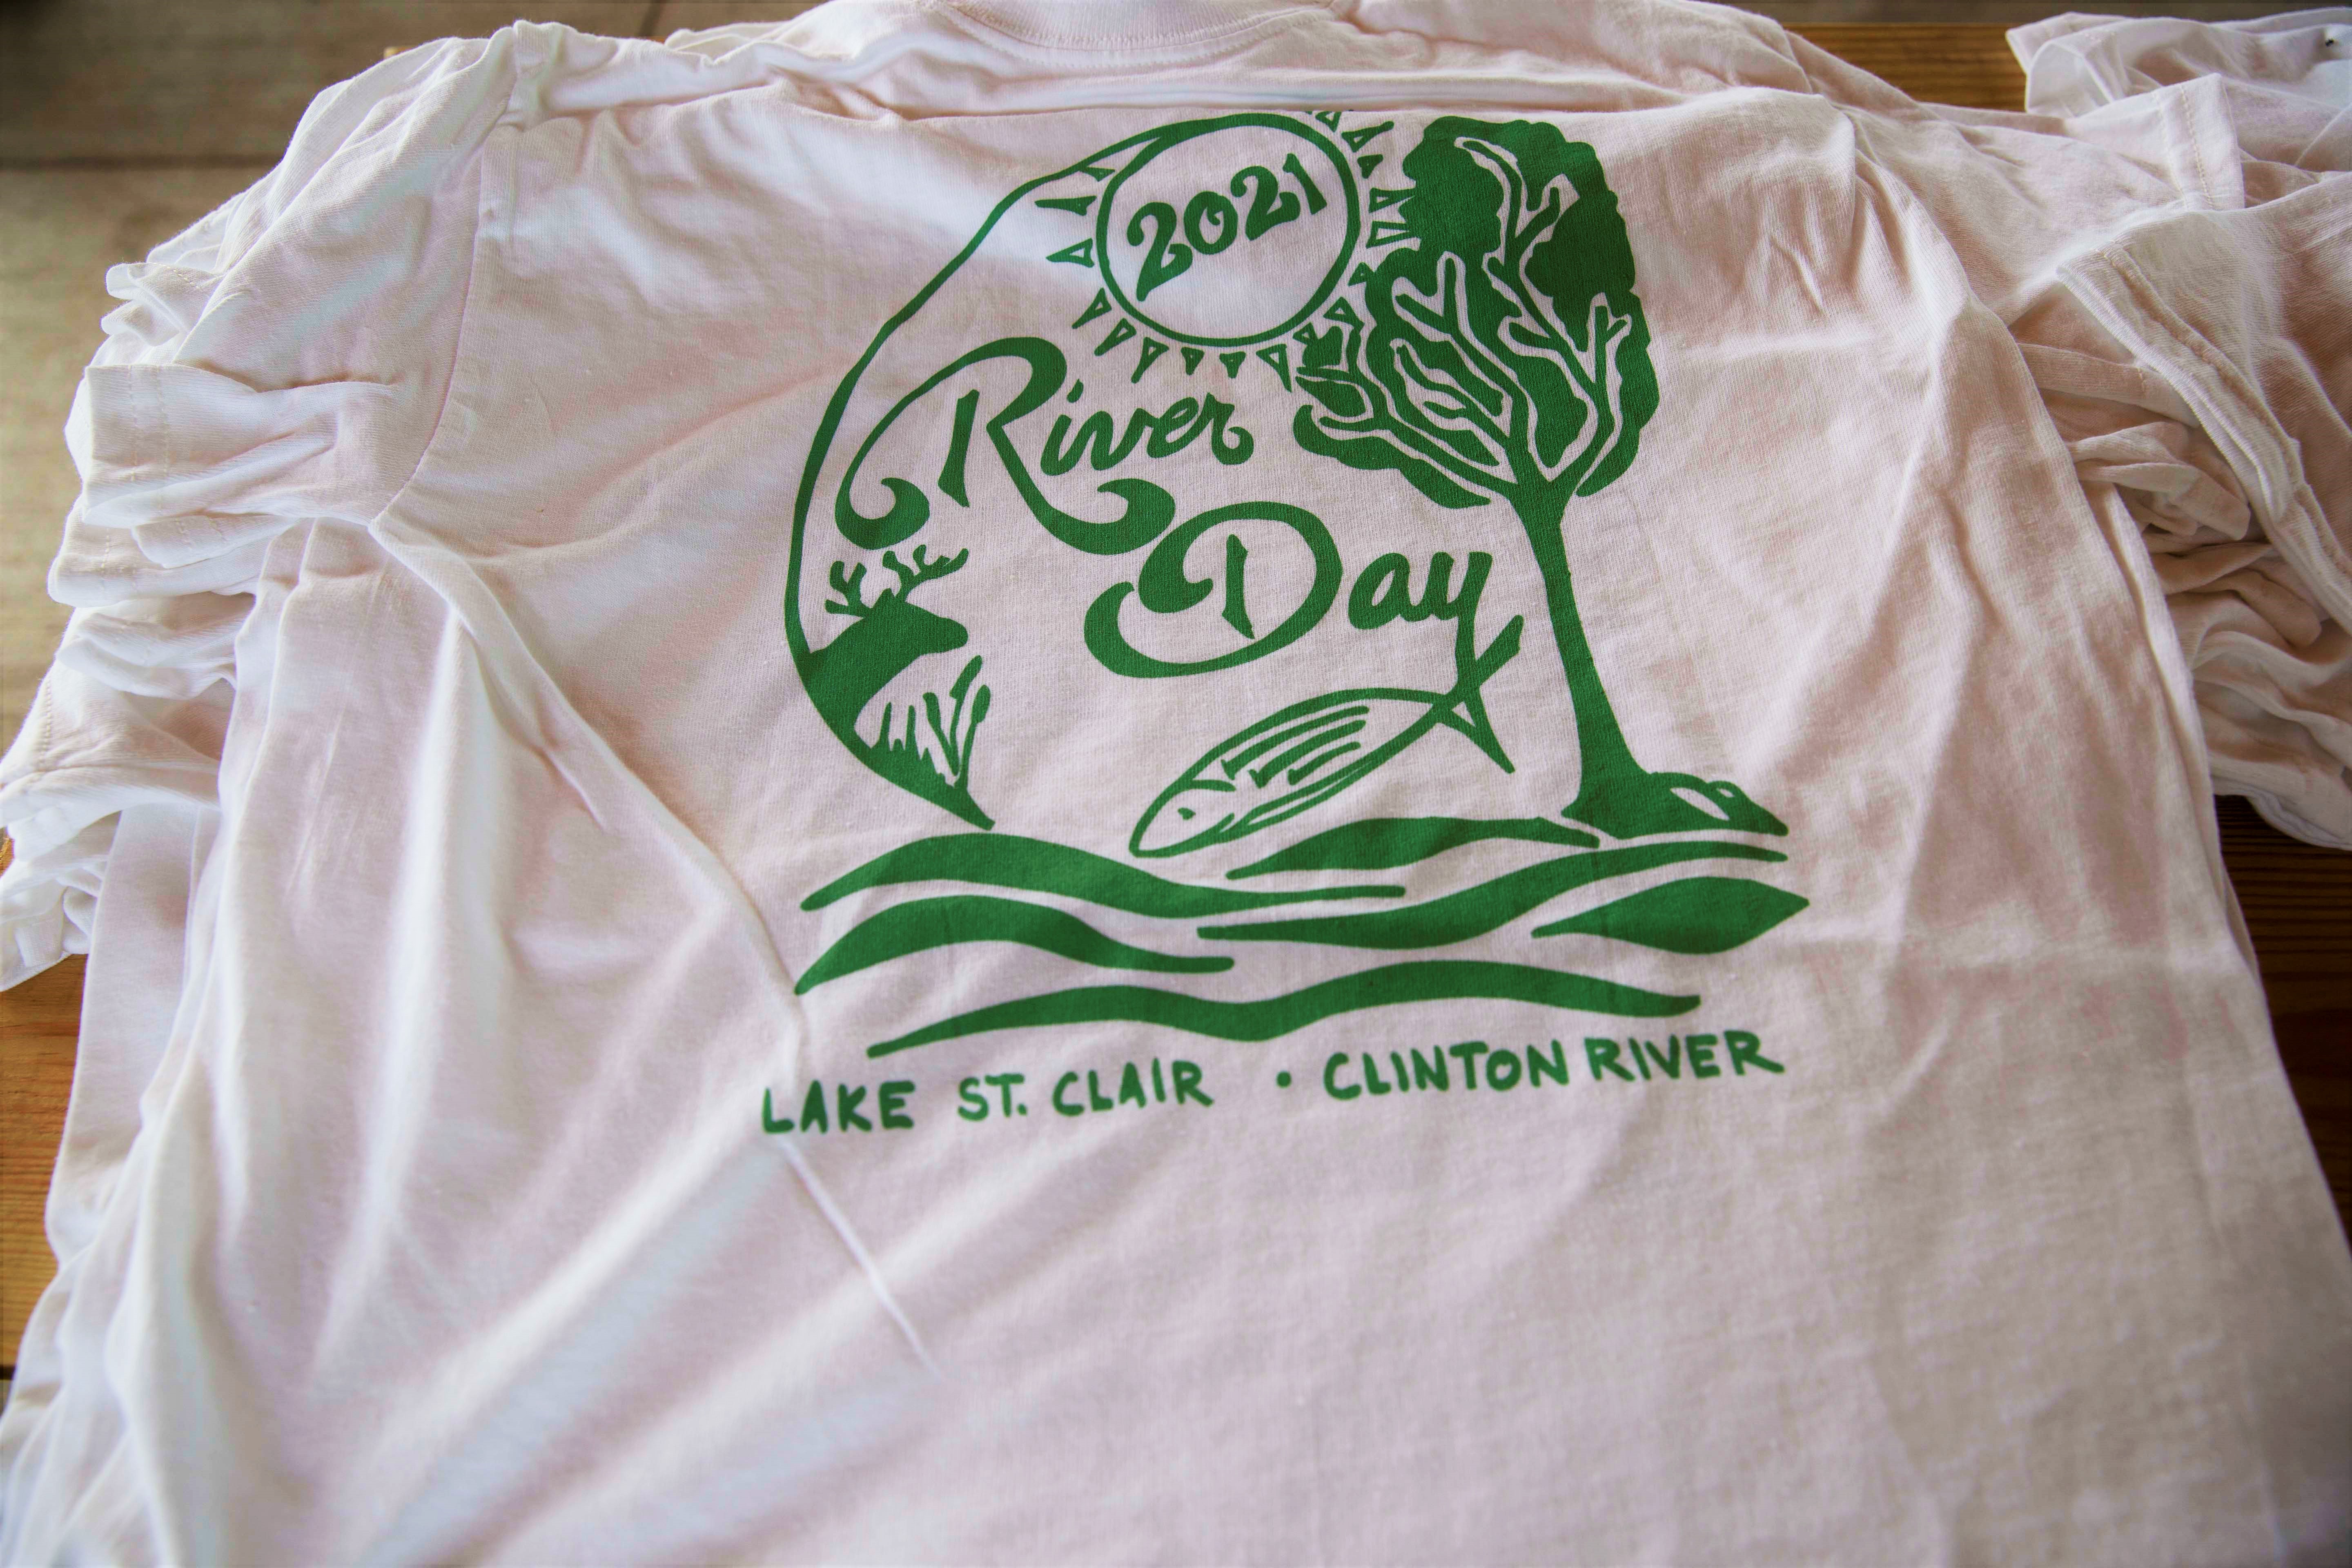 2021
River
Day
LAKE ST. CLAIR • CLINTON RIVER